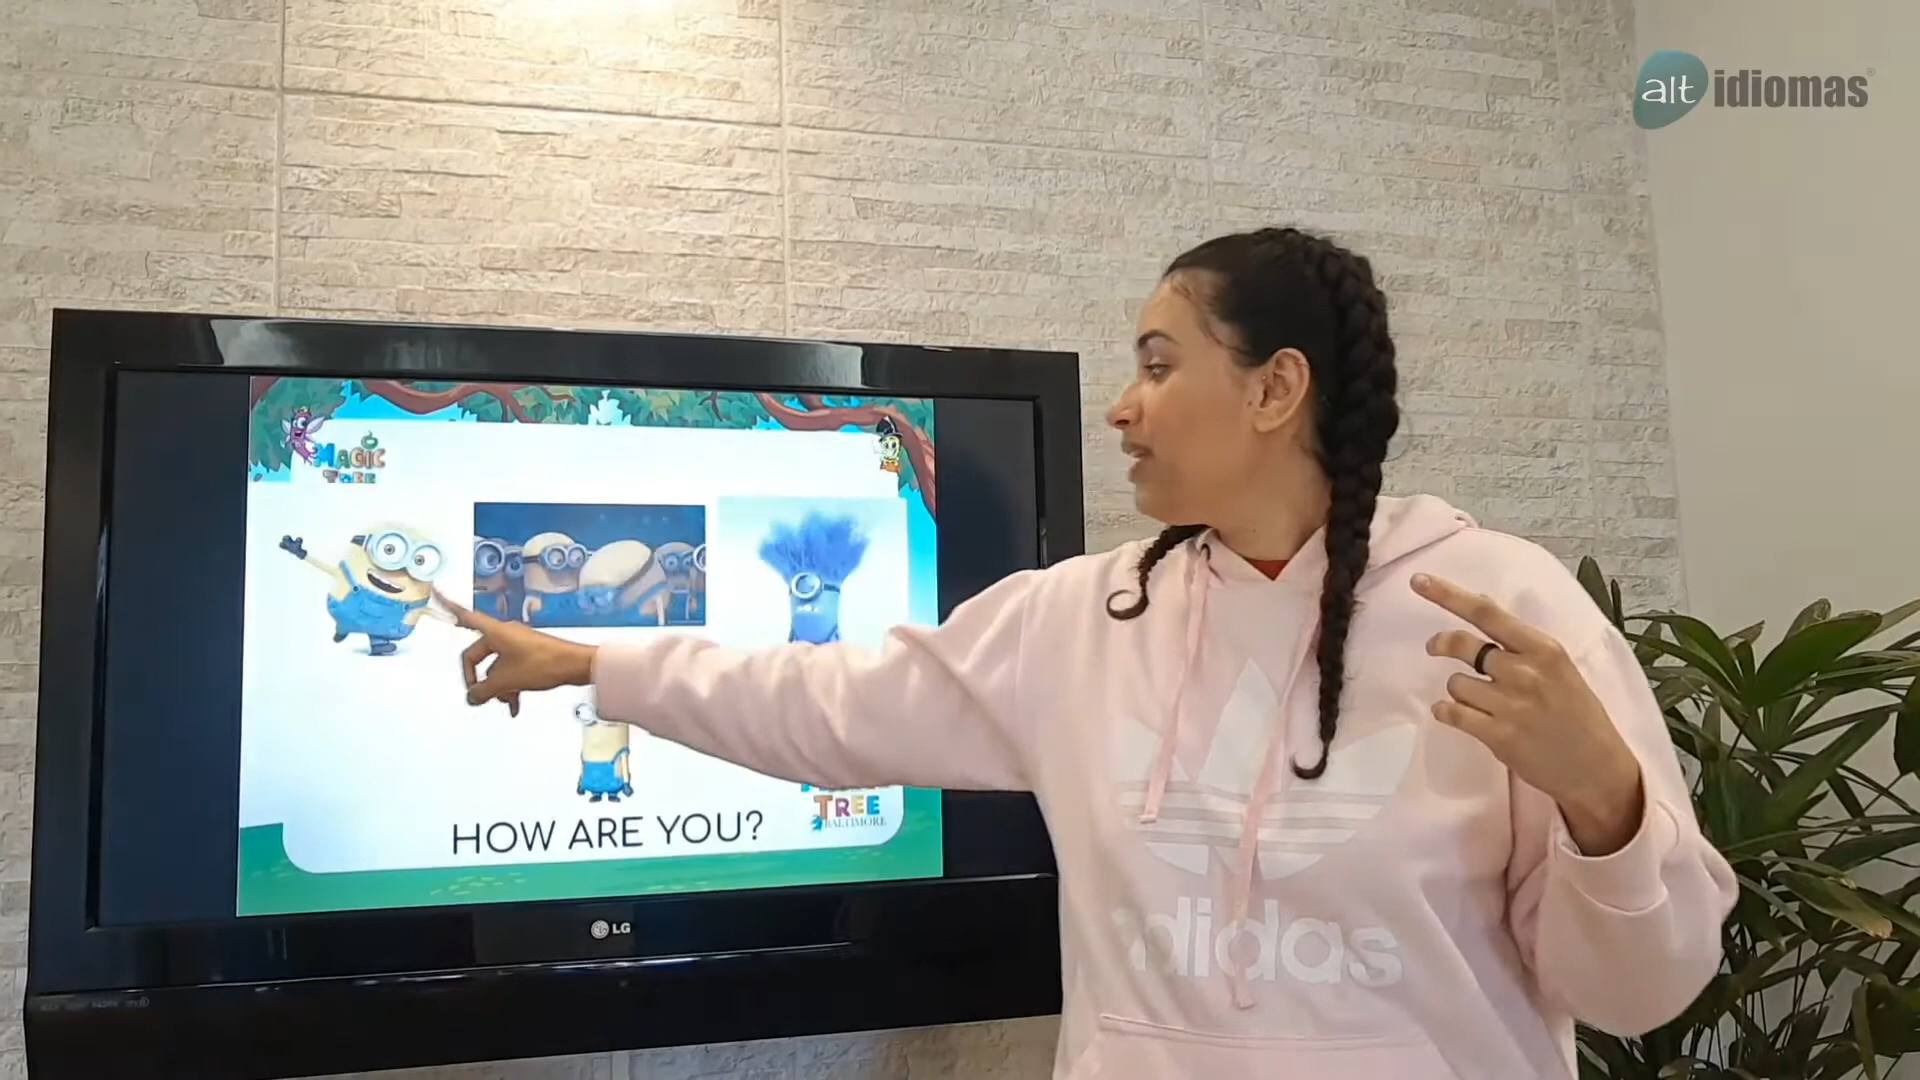 alt idiomas
MAGIC
TREE
HOW ARE YOU?
TREE
BALTIMORE
LG
adidas